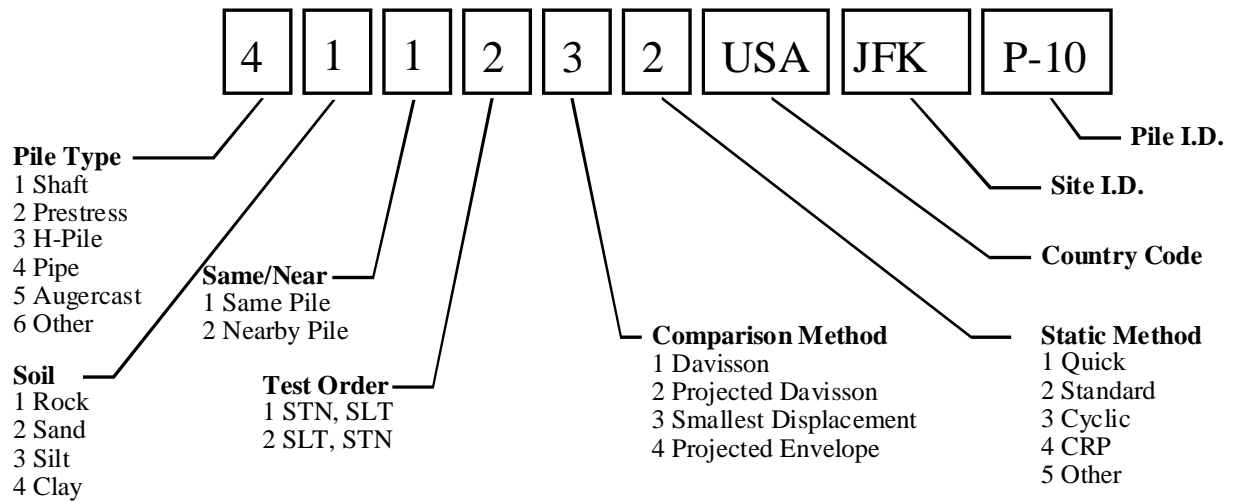 4 1 1 2 3 2 USA JFK P-10
Pile I.D.
Site I.D.
Country Code
Pile Type
1 Shaft
2 Prestress
3 H-Pile
4 Pipe
5 Augercast
6 Other
Soil
1 Rock
2 Sand
3 Silt
4 Clay
Same/Near
1 Same Pile
2 Nearby Pile
Test Order
1 STN, SLT
2 SLT, STN
Comparison Method
1 Davisson
2 Projected Davisson
3 Smallest Displacement
4 Projected Envelope
Static Method
1 Quick
2 Standard
3 Cyclic
4 CRP
5 Other